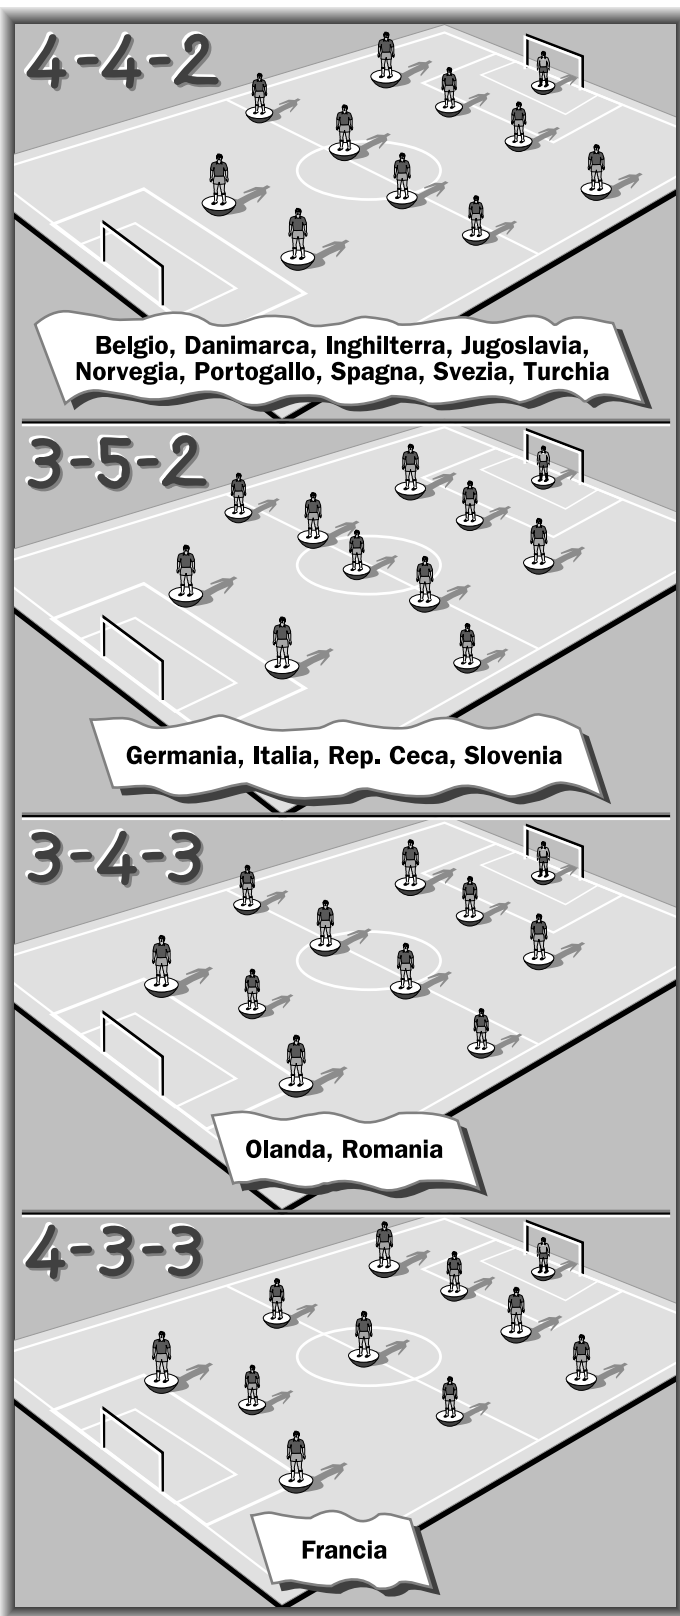 4-4-2
Belgio, Danimarca, Inghilterra, Jugoslavia,
Norvegia, Portogallo, Spagna, Svezia, Turchia
3-5-2
Germania, Italia, Rep. Ceca, Slovenia
3-4-3
Olanda, Romania
4-3-3
Francia